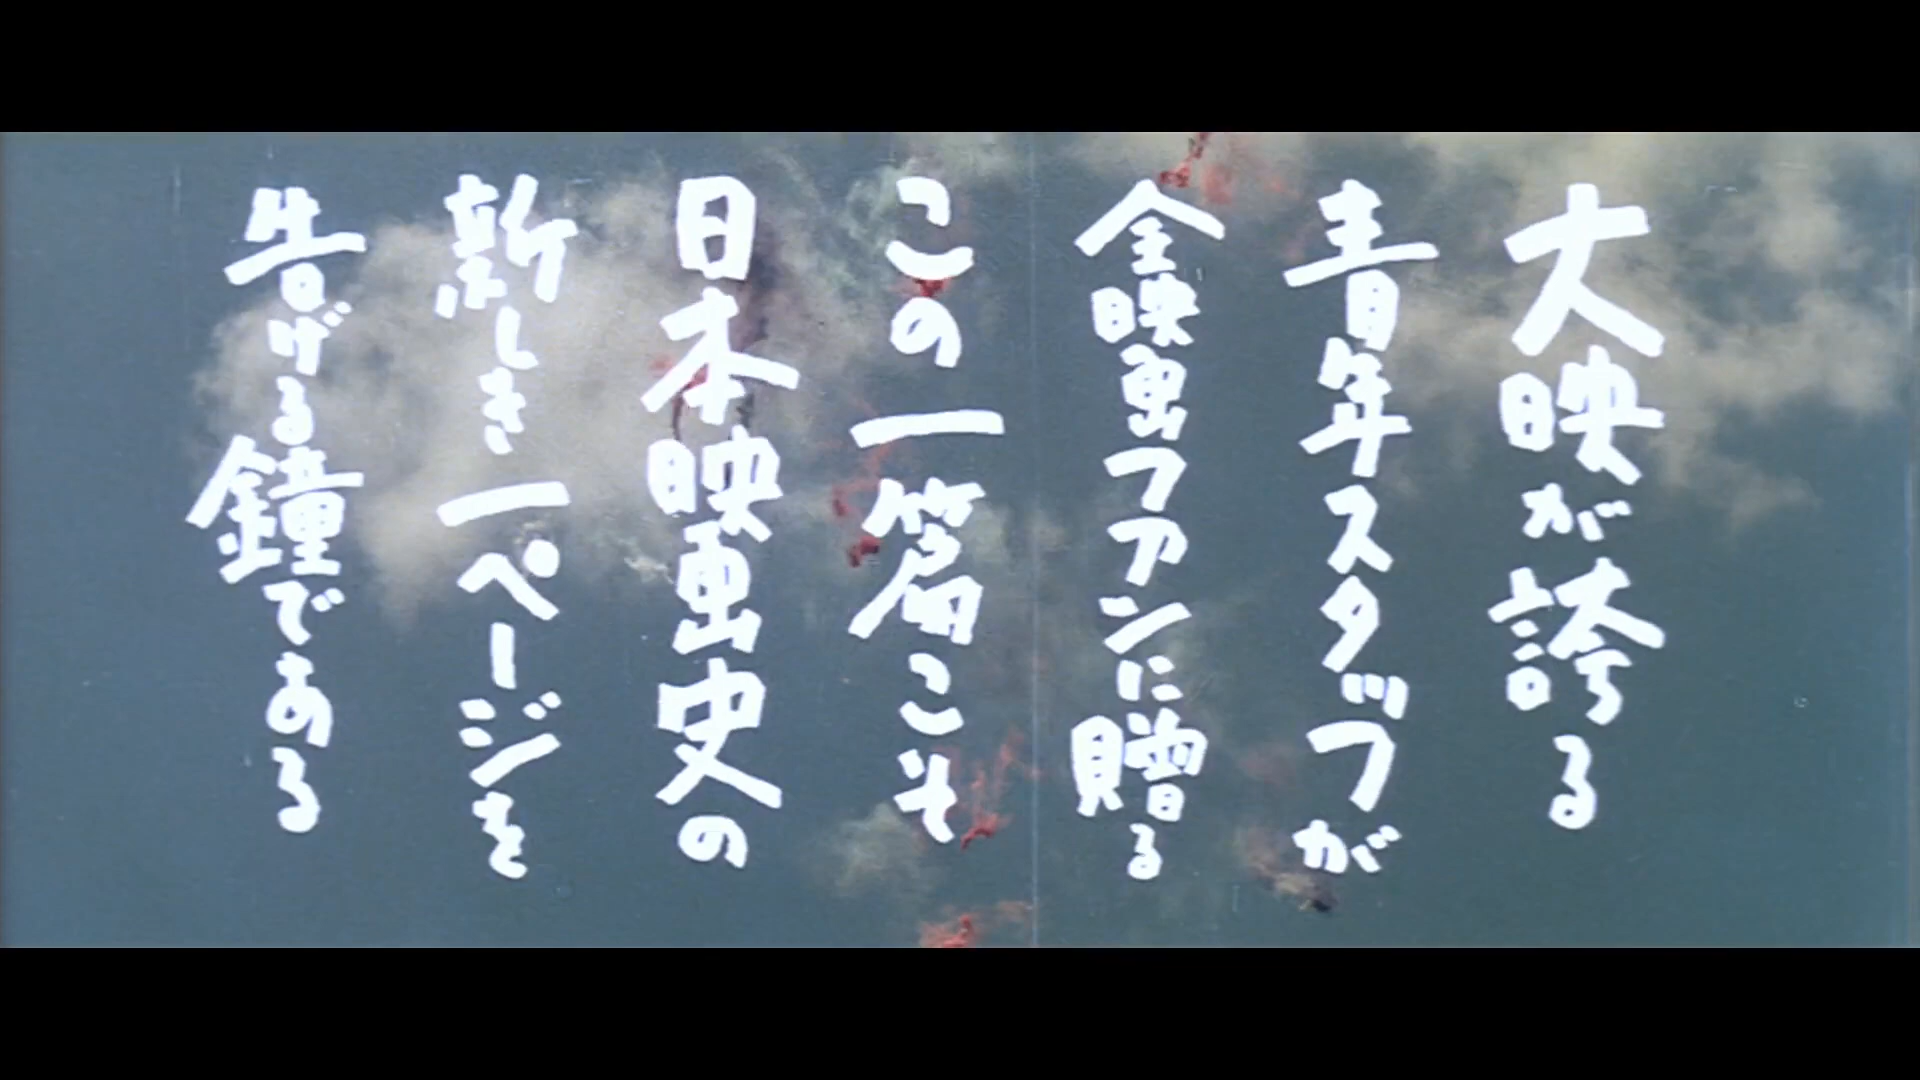 大映が誇る
青年スタッフが
全映画ファンに贈る
この一篇こそ
日本映画史の
新しき一ページを
告げる鐘である